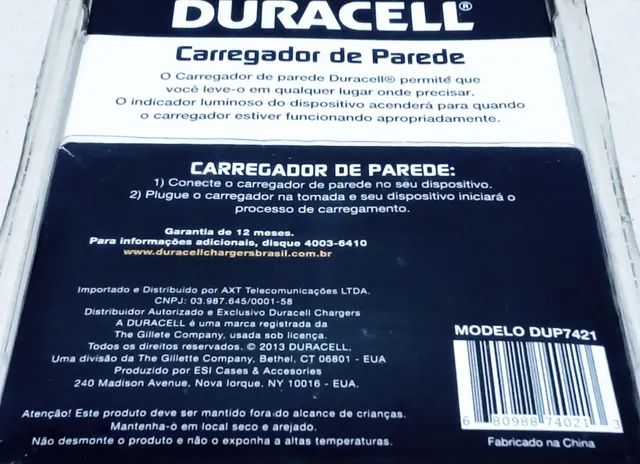 DURACELL®
Carregador de Parede
O Carregador de parede Duracell® permite que
você leve-o em qualquer lugar onde precisar.
O indicador luminoso do dispositivo acenderá para quando
o carregador estiver funcionando apropriadamente.
CARREGADOR DE PAREDE:
1) Conecte o carregador de parede no seu dispositivo.
2) Plugue o carregador na tomada e seu dispositivo iniciará o
processo de carregamento.
Garantia de 12 meses.
Para informações adicionais, disque 4003-6410
www.duracellchargersbrasil.com.br
Importado e Distribuido por AXT Telecomunicações LTDA.
CNPJ: 03.987.645/0001-58
Distribuidor Autorizado e Exclusivo Duracell Chargers
A DURACELL é uma marca registrada da
The Gillete Company, usada sob licença.
Todos os direitos reservados. © 2013 DURACELL,
Uma divisão da The Gillette Company, Bethel, CT 06801 - EUA
Produzido por ESI Cases & Accesories
240 Madison Avenue, Nova Iorque, NY 10016 - EUA.
MODELO DUP7421
6 80988 74021 3
Fabricado na China
Atenção! Este produto deve ser mantido fora do alcance de crianças.
Mantenha-o em local seco e arejado.
Não desmonte o produto e não o exponha a altas temperaturas.